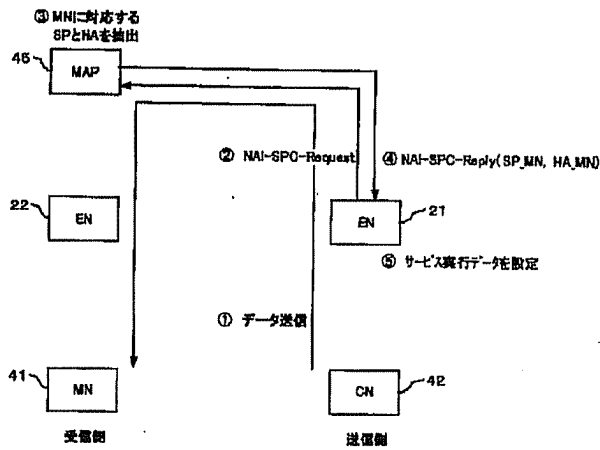 ③ MNに対応する
SPとHAを抽出
46
MAP
② NAI-SPC-Request
④ NAI-SPC-Reply(SP_MN, HA_MN)
22
EN
EN
21
⑤ サービス実行データを設定
① データ送信
41
MN
CN
42
受信側
送信側